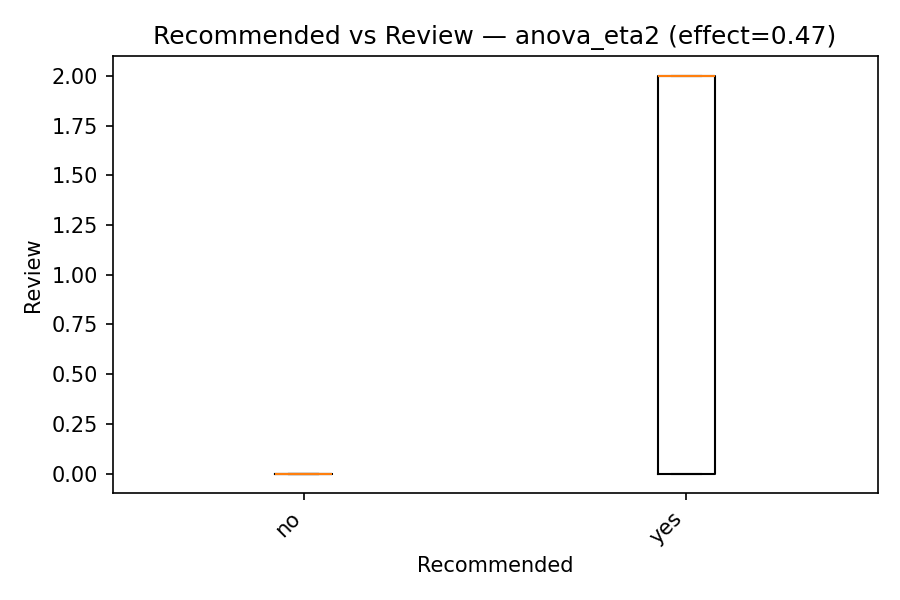 Recommended vs Review — anova_eta2 (effect=0.47)
2.00
1.75
1.50
1.25
1.00
0.75
0.50
0.25
0.00
Review
no
yes
Recommended